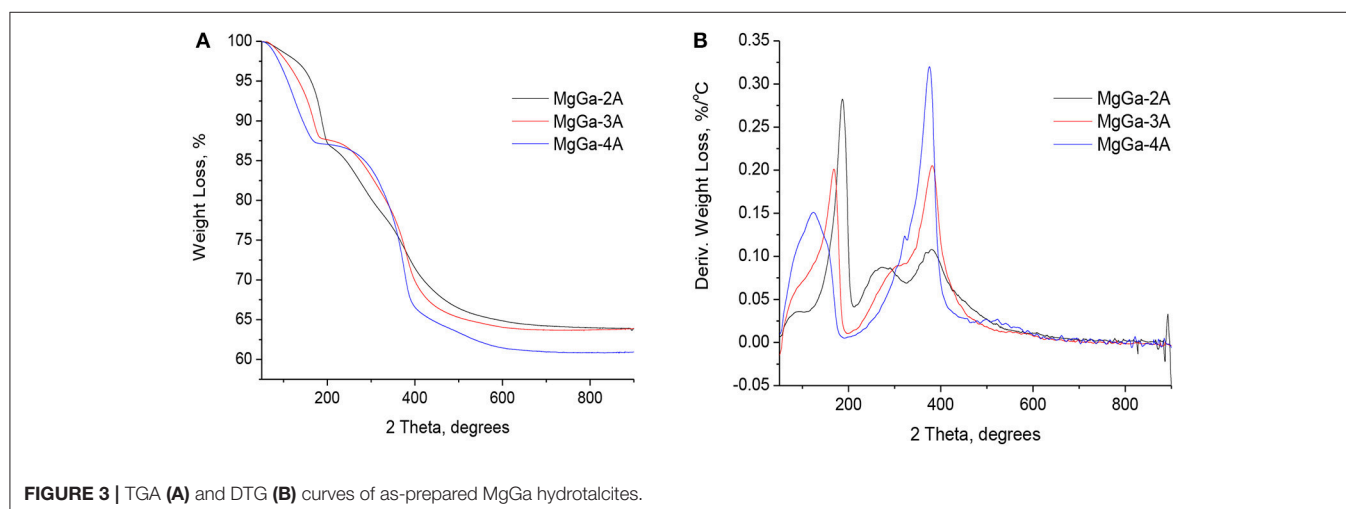 A
100
95
90
85
80
75
70
65
60
Weight Loss, %
MgGa-2A
MgGa-3A
MgGa-4A
200 400 600 800
2 Theta, degrees
B
0.35
0.30
0.25
0.20
0.15
0.10
0.05
0.00
-0.05
Deriv. Weight Loss, %/°C
MgGa-2A
MgGa-3A
MgGa-4A
200 400 600 800
2 Theta, degrees
FIGURE 3 | TGA (A) and DTG (B) curves of as-prepared MgGa hydrotalcites.